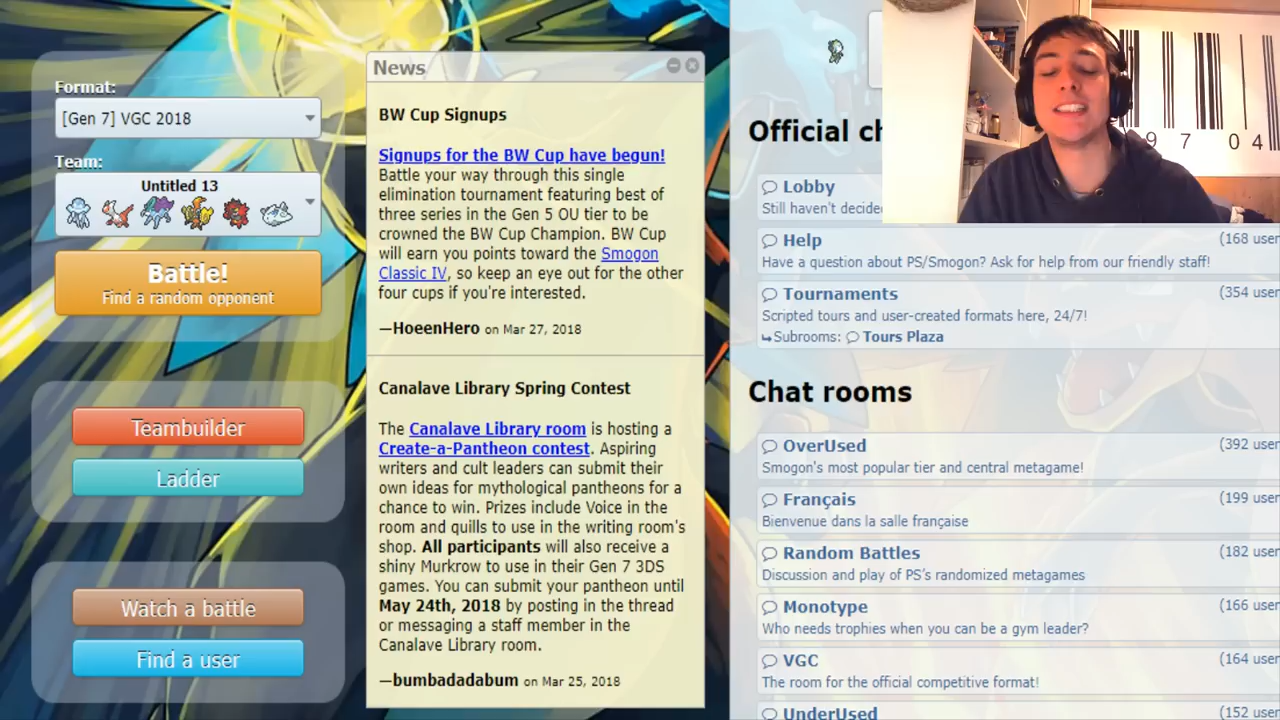 Format:
[Gen 7] VGC 2018
Team:
Untitled 13
Battle!
Find a random opponent
Teambuilder
Ladder
Watch a battle
Find a user
News
BW Cup Signups
Signups for the BW Cup have begun!
Battle your way through this single
elimination tournament featuring best of
three series in the Gen 5 OU tier to be
crowned the BW Cup Champion. BW Cup
will earn you points toward the Smogon
Classic IV, so keep an eye out for the other
four cups if you're interested.
—HoeenHero on Mar 27, 2018
Canalave Library Spring Contest
The Canalave Library room is hosting a
Create-a-Pantheon contest. Aspiring
writers and cult leaders can submit their
own ideas for mythological pantheons for a
chance to win. Prizes include Voice in the
room and quills to use in the writing room's
shop. All participants will also receive a
shiny Murkrow to use in their Gen 7 3DS
games. You can submit your pantheon until
May 24th, 2018 by posting in the thread
or messaging a staff member in the
Canalave Library room.
—bumbadadabum on Mar 25, 2018
9 7 04
Official ch
Lobby
Still haven't decide
Help (168 user
Have a question about PS/Smogon? Ask for help from our friendly staff!
Tournaments (354 user
Scripted tours and user-created formats here, 24/7!
Subrooms: Tours Plaza
Chat rooms
OverUsed (392 user
Smogon's most popular tier and central metagame!
Français (199 user
Bienvenue dans la salle française
Random Battles (182 user
Discussion and play of PS's randomized metagames
Monotype (166 user
Who needs trophies when you can be a gym leader?
VGC (164 user
The room for the official competitive format!
UnderUsed (152 user